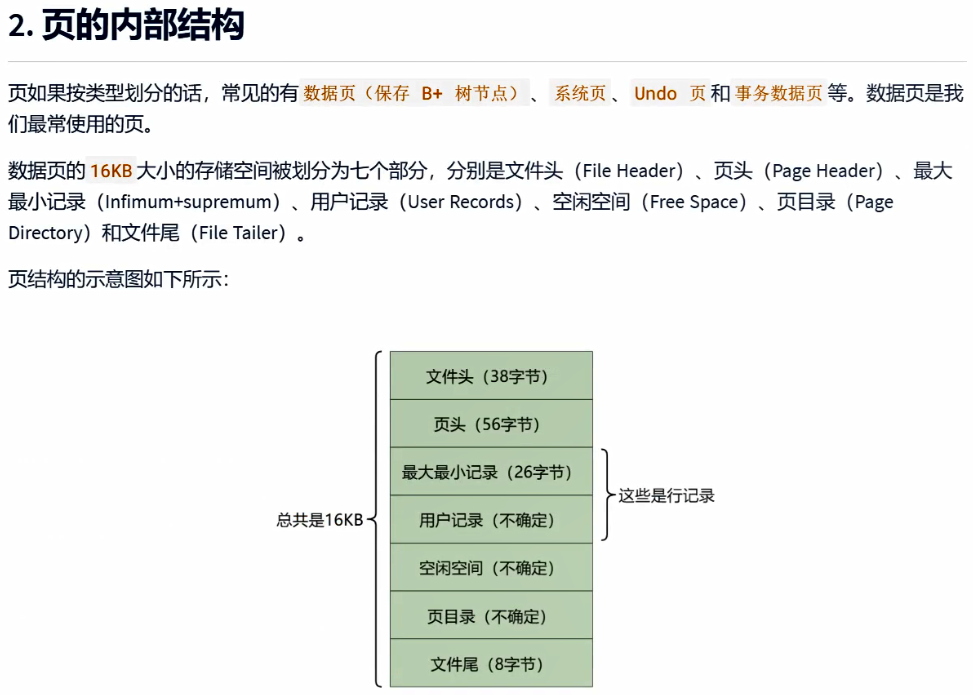 2. 页的内部结构
页如果按类型划分的话，常见的有 数据页（保存 B+ 树节点）、 系统页、 Undo 页 和 事务数据页 等。数据页是我
们最常使用的页。
数据页的 16KB 大小的存储空间被划分为七个部分，分别是文件头（File Header）、页头（Page Header）、最大
最小记录（Infimum+supremum）、用户记录（User Records）、空闲空间（Free Space）、页目录（Page
Directory）和文件尾（File Tailer）。
页结构的示意图如下所示：
文件头（38字节）
页头（56字节）
最大最小记录（26字节）
这些是行记录
总共是16KB
用户记录（不确定）
空闲空间（不确定）
页目录（不确定）
文件尾（8字节）